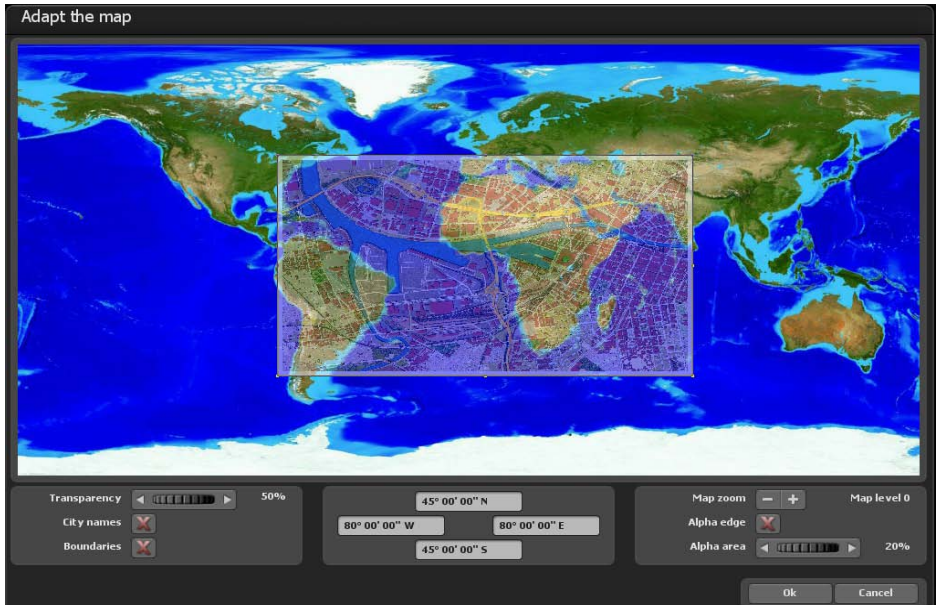 Adapt the map
Transparency 50%
City names
Boundaries
45° 00' 00" N
80° 00' 00" W 80° 00' 00" E
45° 00' 00" S
Map zoom − + Map level 0
Alpha edge
Alpha area 20%
Ok Cancel